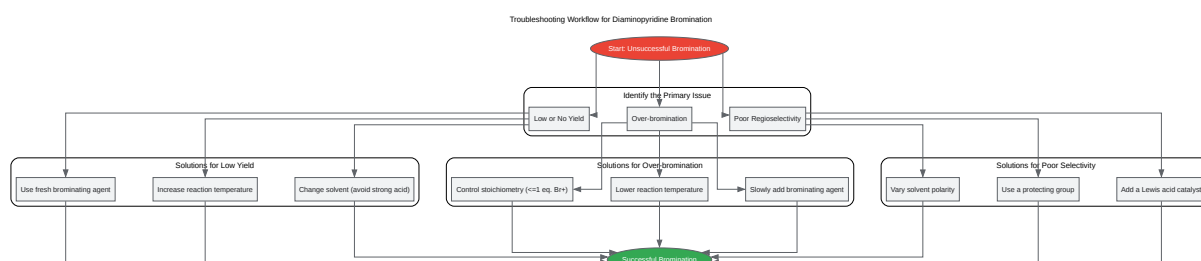 Troubleshooting Workflow for Diaminopyridine Bromination
Start: Unsuccessful Bromination
Identify the Primary Issue
Low or No Yield
Over-bromination
Poor Regioselectivity
Solutions for Low Yield
Solutions for Over-bromination
Solutions for Poor Selectivity
Use fresh brominating agent
Increase reaction temperature
Change solvent (avoid strong acid)
Control stoichiometry (<=1 eq. Br+)
Lower reaction temperature
Slowly add brominating agent
Vary solvent polarity
Use a protecting group
Add a Lewis acid catalyst
Successful Bromination